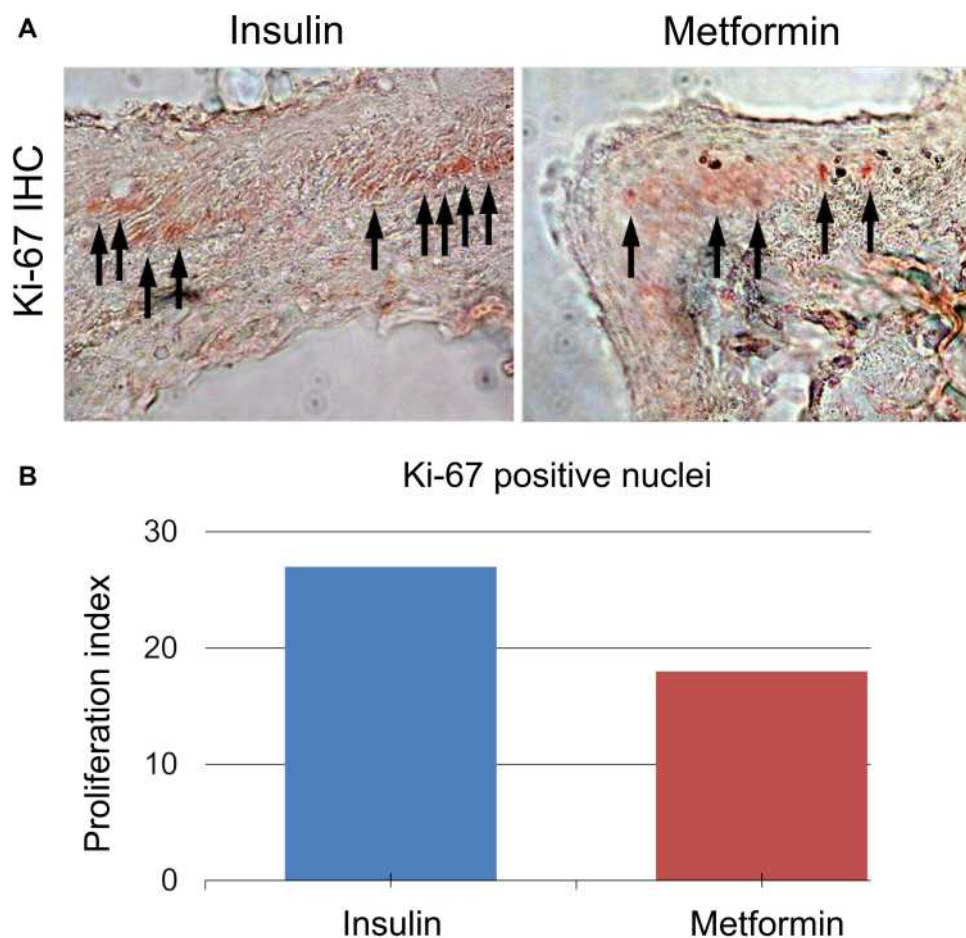 A
Insulin
Metformin
Ki-67 IHC
B
Ki-67 positive nuclei
Proliferation index
30
20
10
0
Insulin
Metformin